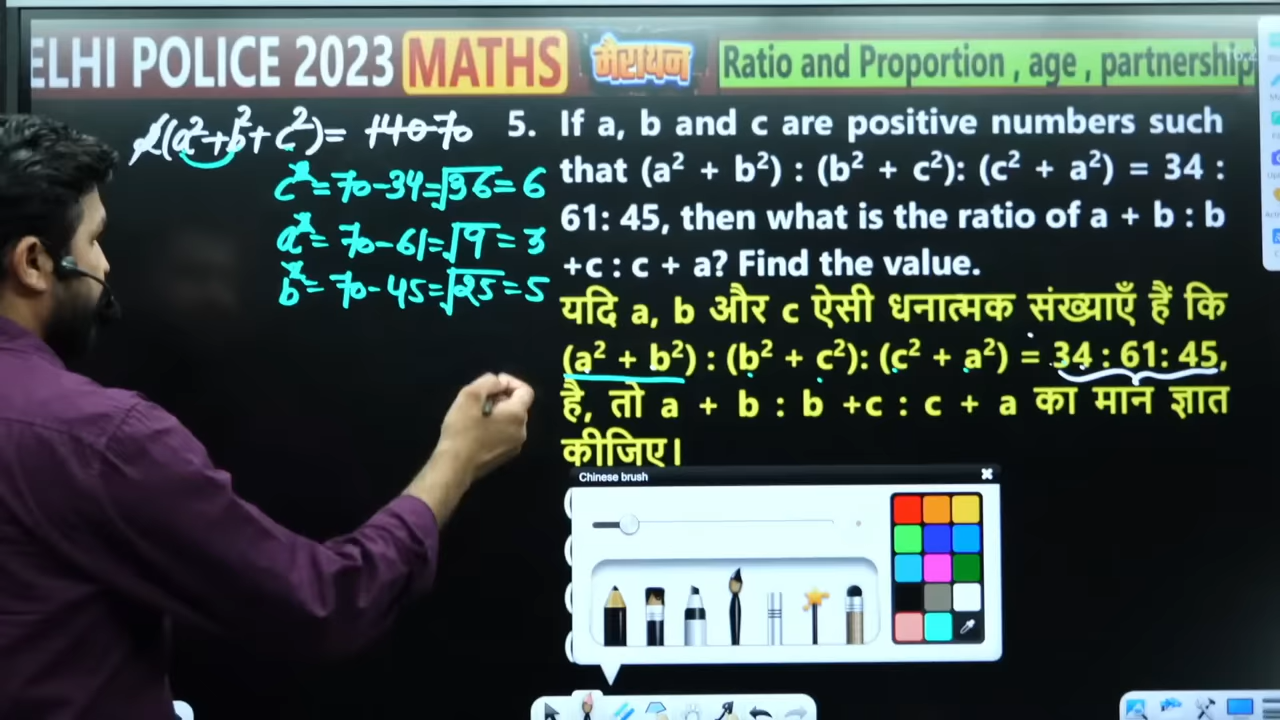 ELHI POLICE 2023 MATHS मैराथन Ratio and Proportion , age , partnership
2(a²+b²+c²)= 140 70
c²=70-34=√36=6
a²=70-61=√9=3
b²=70-45=√25=5
5. If a, b and c are positive numbers such
that (a² + b²) : (b² + c²): (c² + a²) = 34 :
61: 45, then what is the ratio of a + b : b
+c : c + a? Find the value.
यदि a, b और c ऐसी धनात्मक संख्याएँ हैं कि
(a² + b²) : (b² + c²): (c² + a²) = 34 : 61: 45,
है, तो a + b : b +c : c + a का मान ज्ञात
कीजिए।
Chinese brush